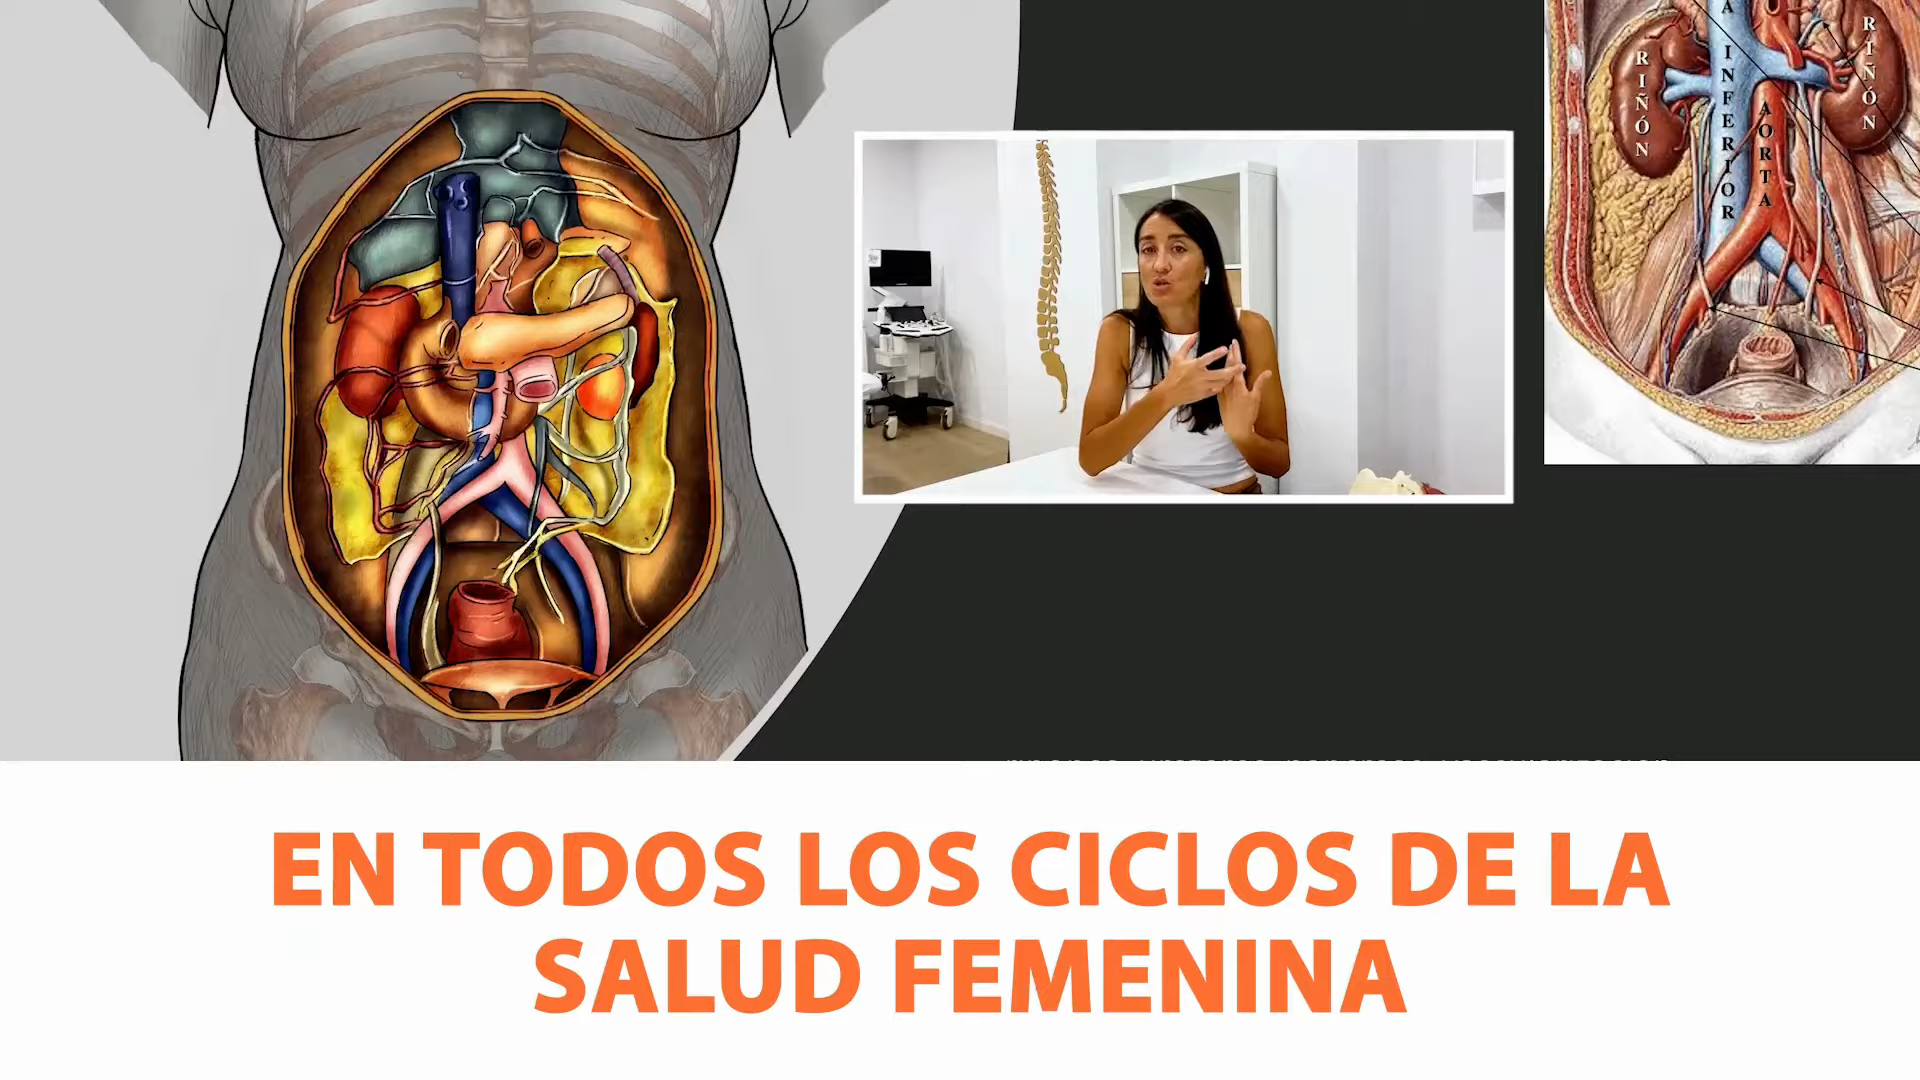 RIÑÓN
A INFERIOR
AORTA
RIÑÓN
EN TODOS LOS CICLOS DE LA
SALUD FEMENINA